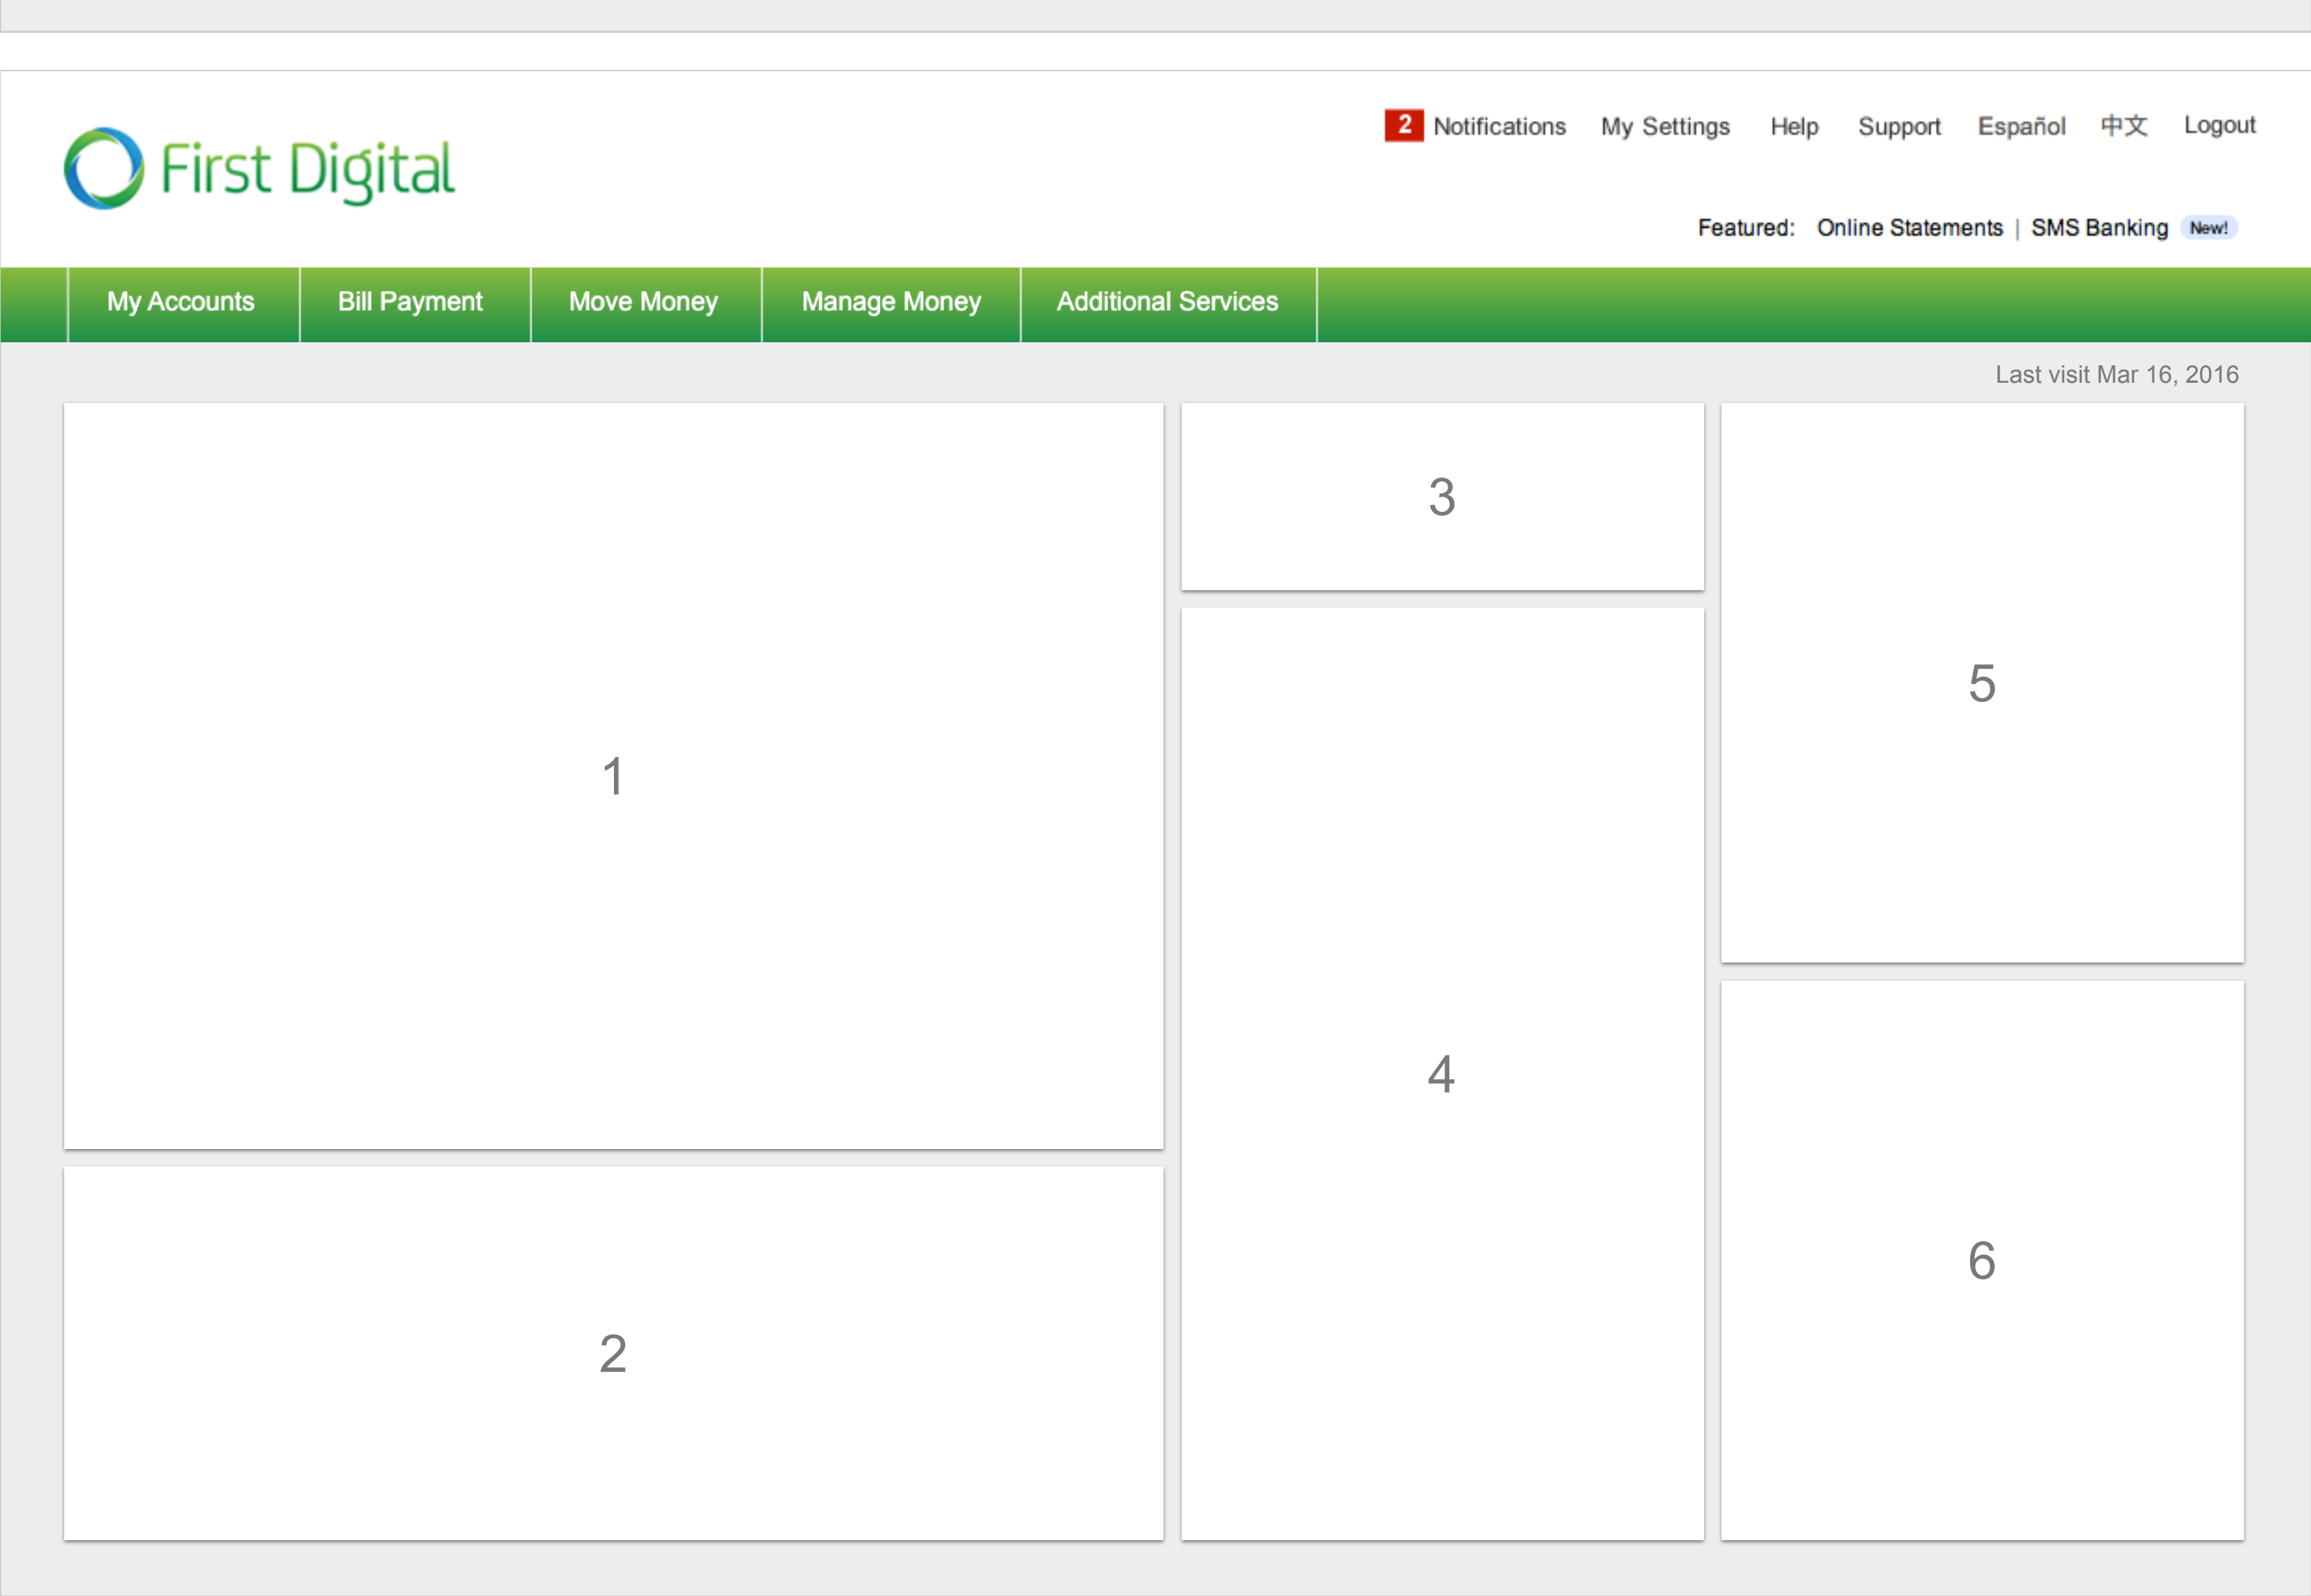 First Digital
2 Notifications My Settings Help Support Español 中文 Logout
Featured: Online Statements | SMS Banking New!
My Accounts Bill Payment Move Money Manage Money Additional Services
Last visit Mar 16, 2016
1
2
3
4
5
6